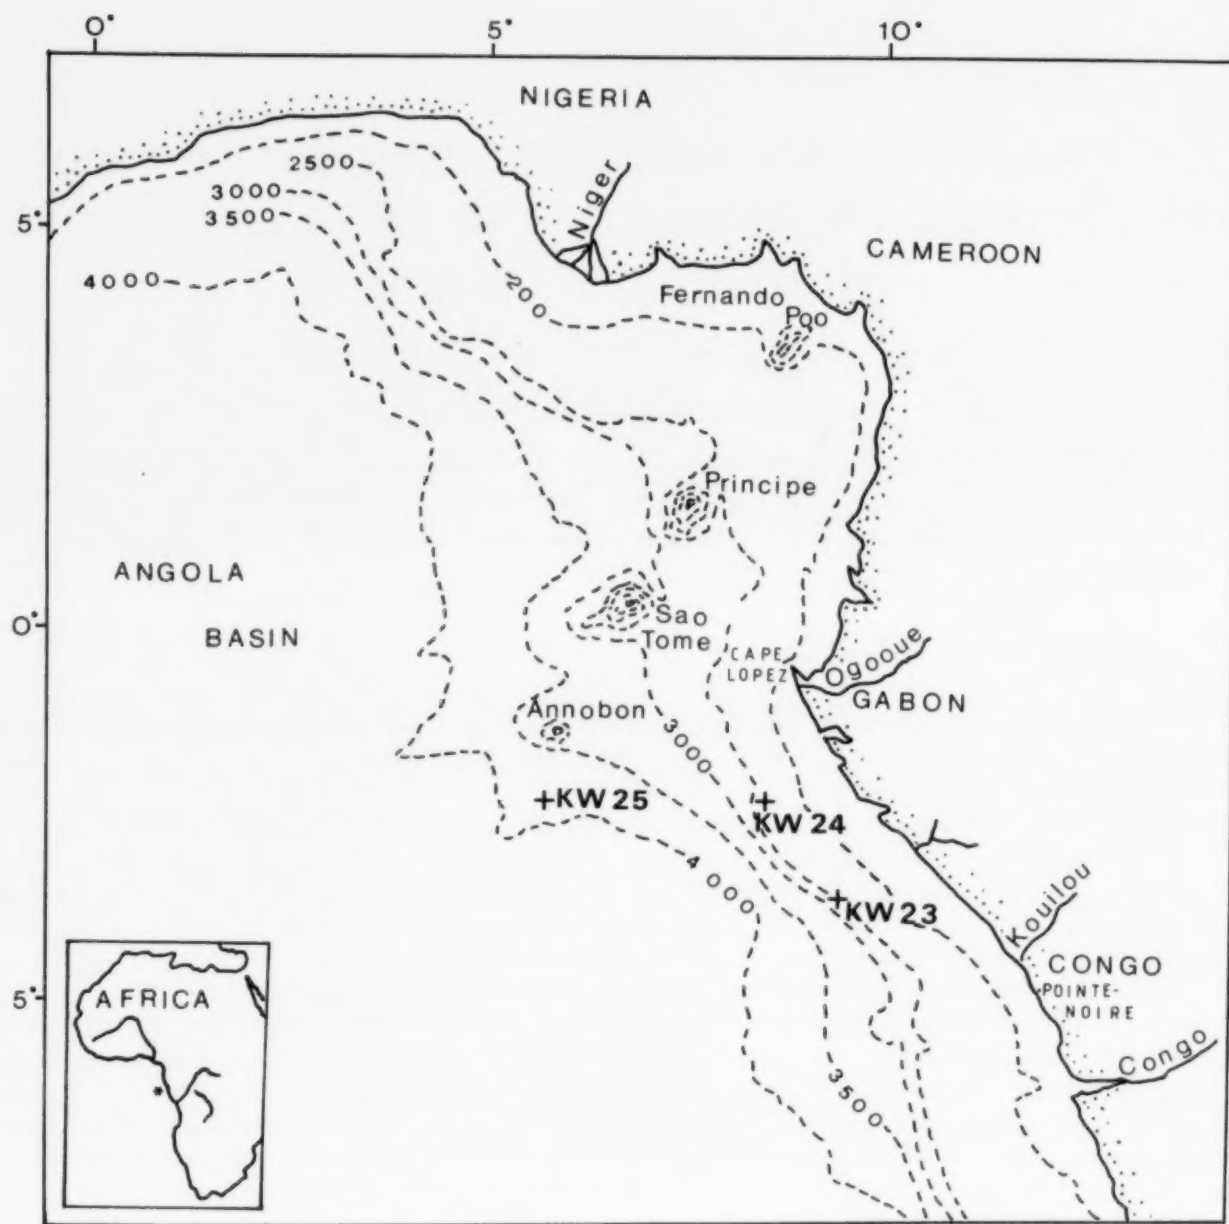 0°
5°
10°
NIGERIA
2500
3000
3500
Niger
5°
CAMEROON
4000
200
Fernando
Poo
Principe
ANGOLA
BASIN
0°
Sao
Tome
CAPE
LOPEZ
Ogooue
GABON
Annobon
3000
+KW25
+
KW24
4000
+
KW23
Kouilou
CONGO
POINTE-
NOIRE
5°
AFRICA
*
Congo
3500